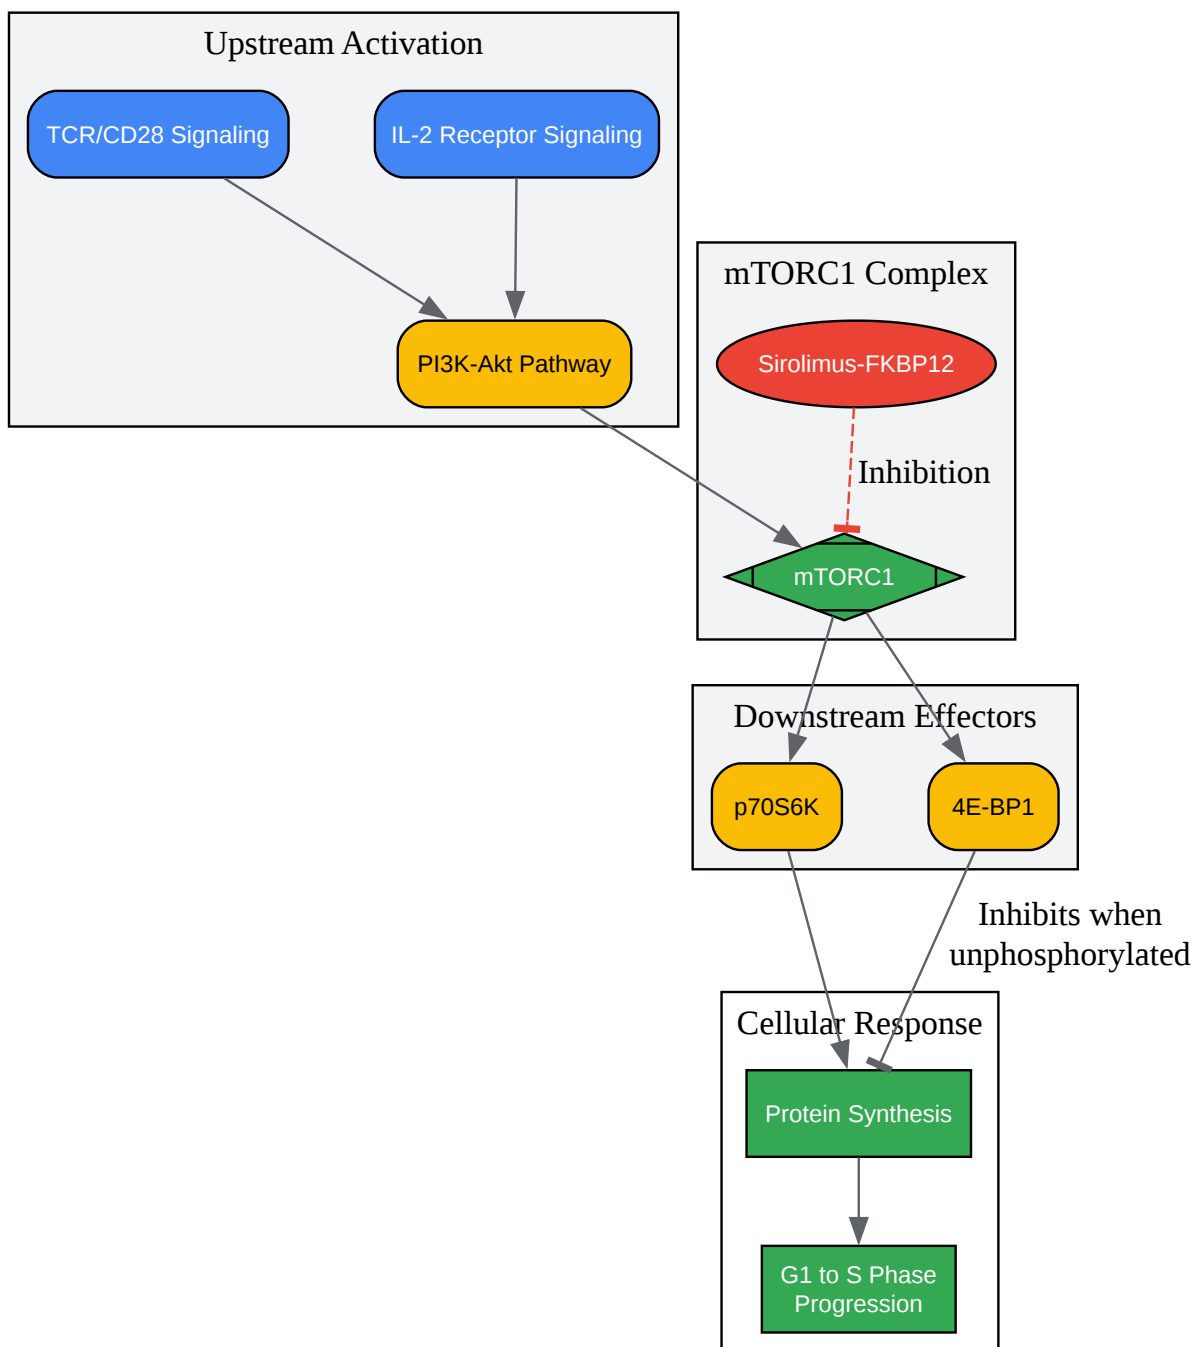 Upstream Activation
TCR/CD28 Signaling
IL-2 Receptor Signaling
PI3K-Akt Pathway
mTORC1 Complex
Sirolimus-FKBP12
Inhibition
mTORC1
Downstream Effectors
p70S6K
4E-BP1
Inhibits when
unphosphorylated
Cellular Response
Protein Synthesis
G1 to S Phase
Progression